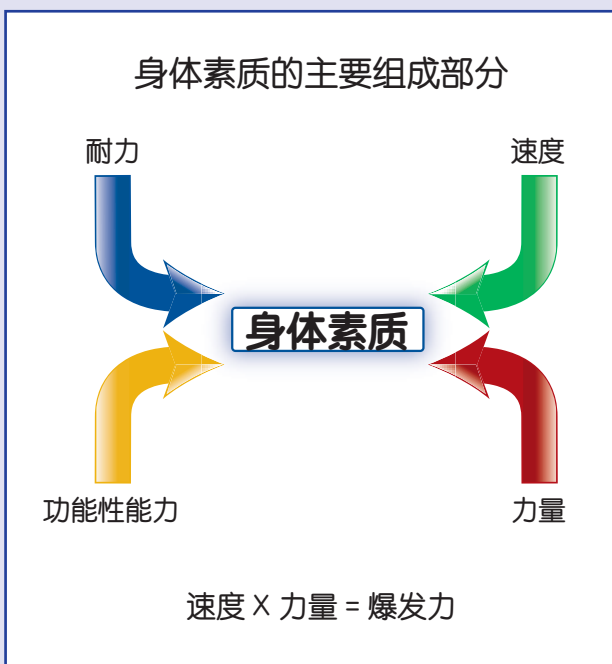 身体素质的主要组成部分
耐力
速度
身体素质
功能性能力
力量
速度 X 力量 = 爆发力